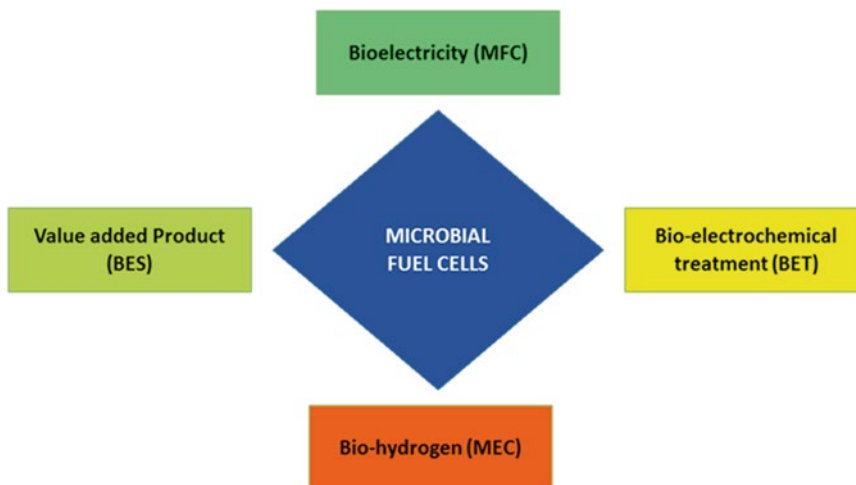 Bioelectricity (MFC)
Value added Product
(BES)
MICROBIAL
FUEL CELLS
Bio-electrochemical
treatment (BET)
Bio-hydrogen (MEC)